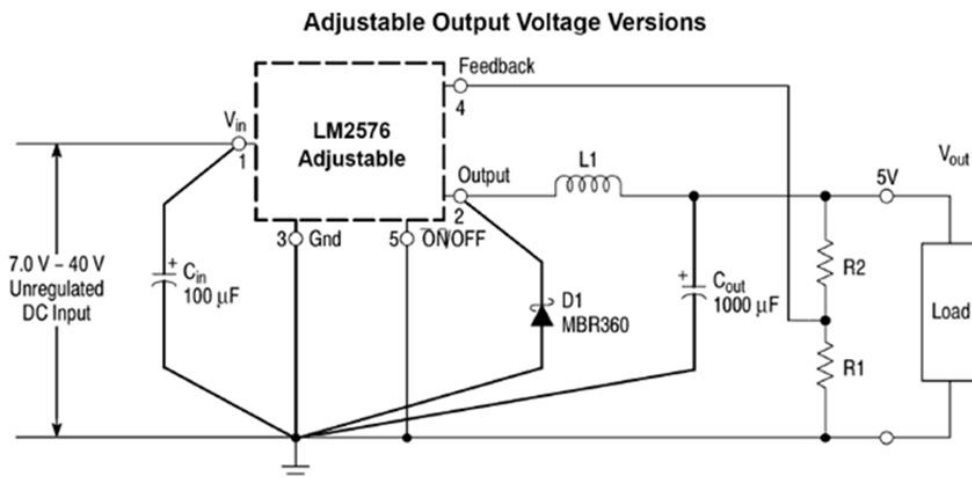 Adjustable Output Voltage Versions
Feedback
4
Vin
1
LM2576
Adjustable
Output
2
L1
5V
Vout
3
Gnd
5
ON/OFF
7.0 V – 40 V
Unregulated
DC Input
+
Cin
100 µF
D1
MBR360
+
Cout
1000 µF
R2
R1
Load